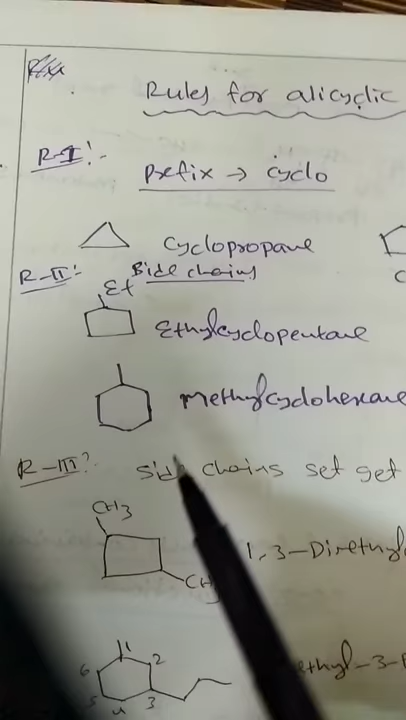 Rules for alicyclic
R-I:-
Prefix → cyclo
cyclopropane
C
R-II:- Side chains
Et
Ethylcyclopentane
Methylcyclohexane
R-III: Side chains set get
CH3
1,3-Dimethyl
CH
1
6 2
ethyl-3-
5 3
4